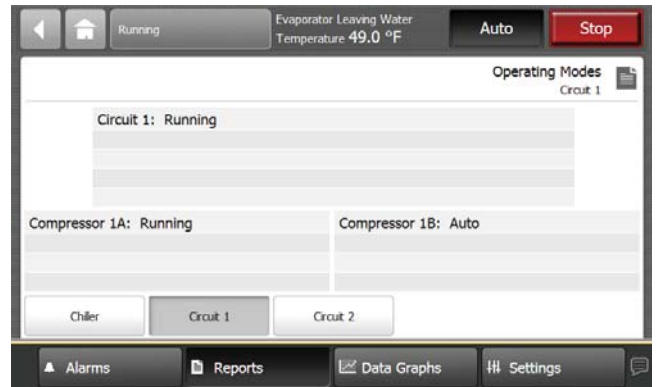 Running
Evaporator Leaving Water
Temperature 49.0 °F
Auto
Stop
Operating Modes
Circuit 1
Circuit 1: Running
Compressor 1A: Running
Compressor 1B: Auto
Chiller
Circuit 1
Circuit 2
Alarms
Reports
Data Graphs
Settings